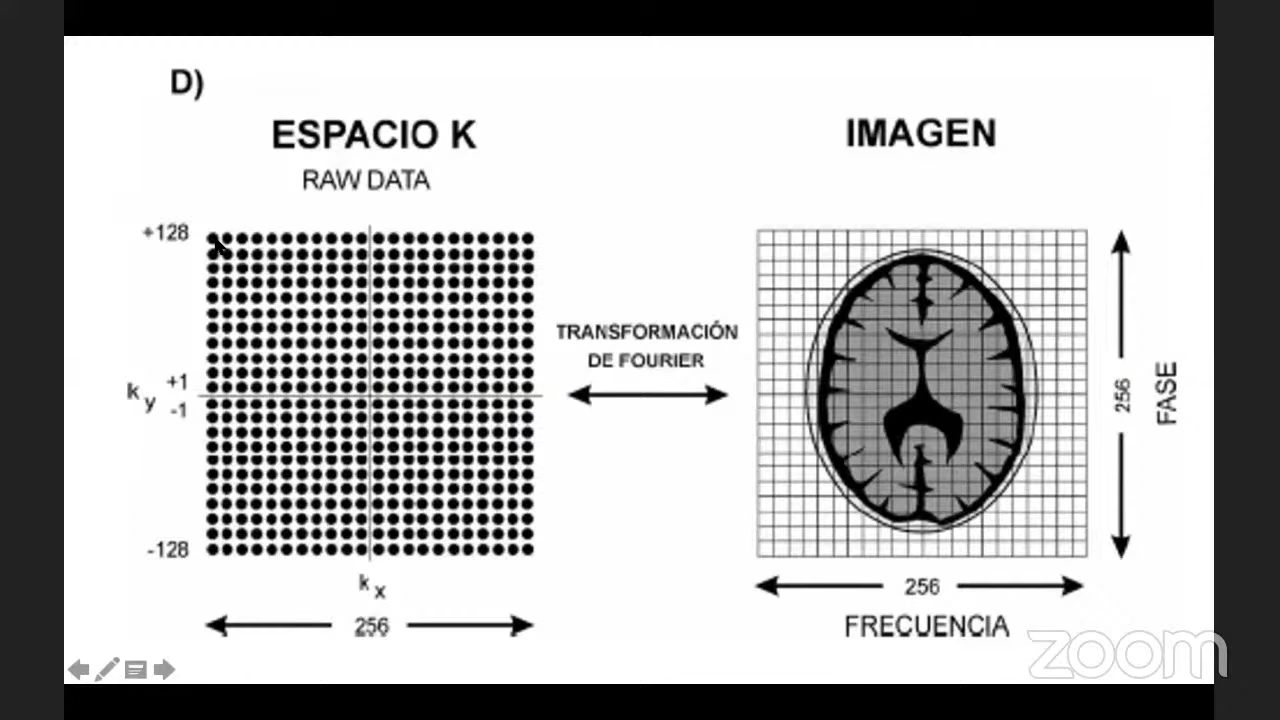 D)
ESPACIO K
RAW DATA
+128
k y
+1
-1
-128
k x
256
TRANSFORMACIÓN
DE FOURIER
IMAGEN
256
FASE
256
FRECUENCIA
zoom